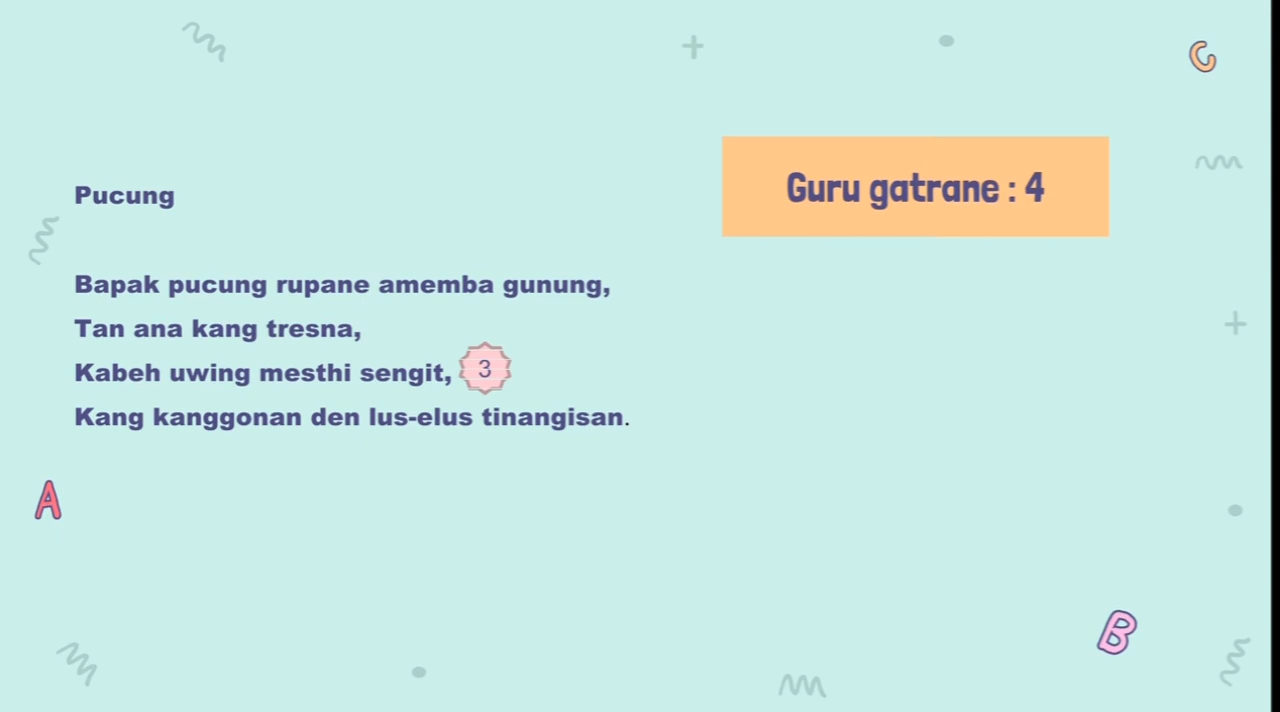 C
Guru gatrane : 4
Pucung
Bapak pucung rupane amemba gunung,
Tan ana kang tresna,
Kabeh uwing mesthi sengit, 3
Kang kanggonan den lus-elus tinangisan.
A
B